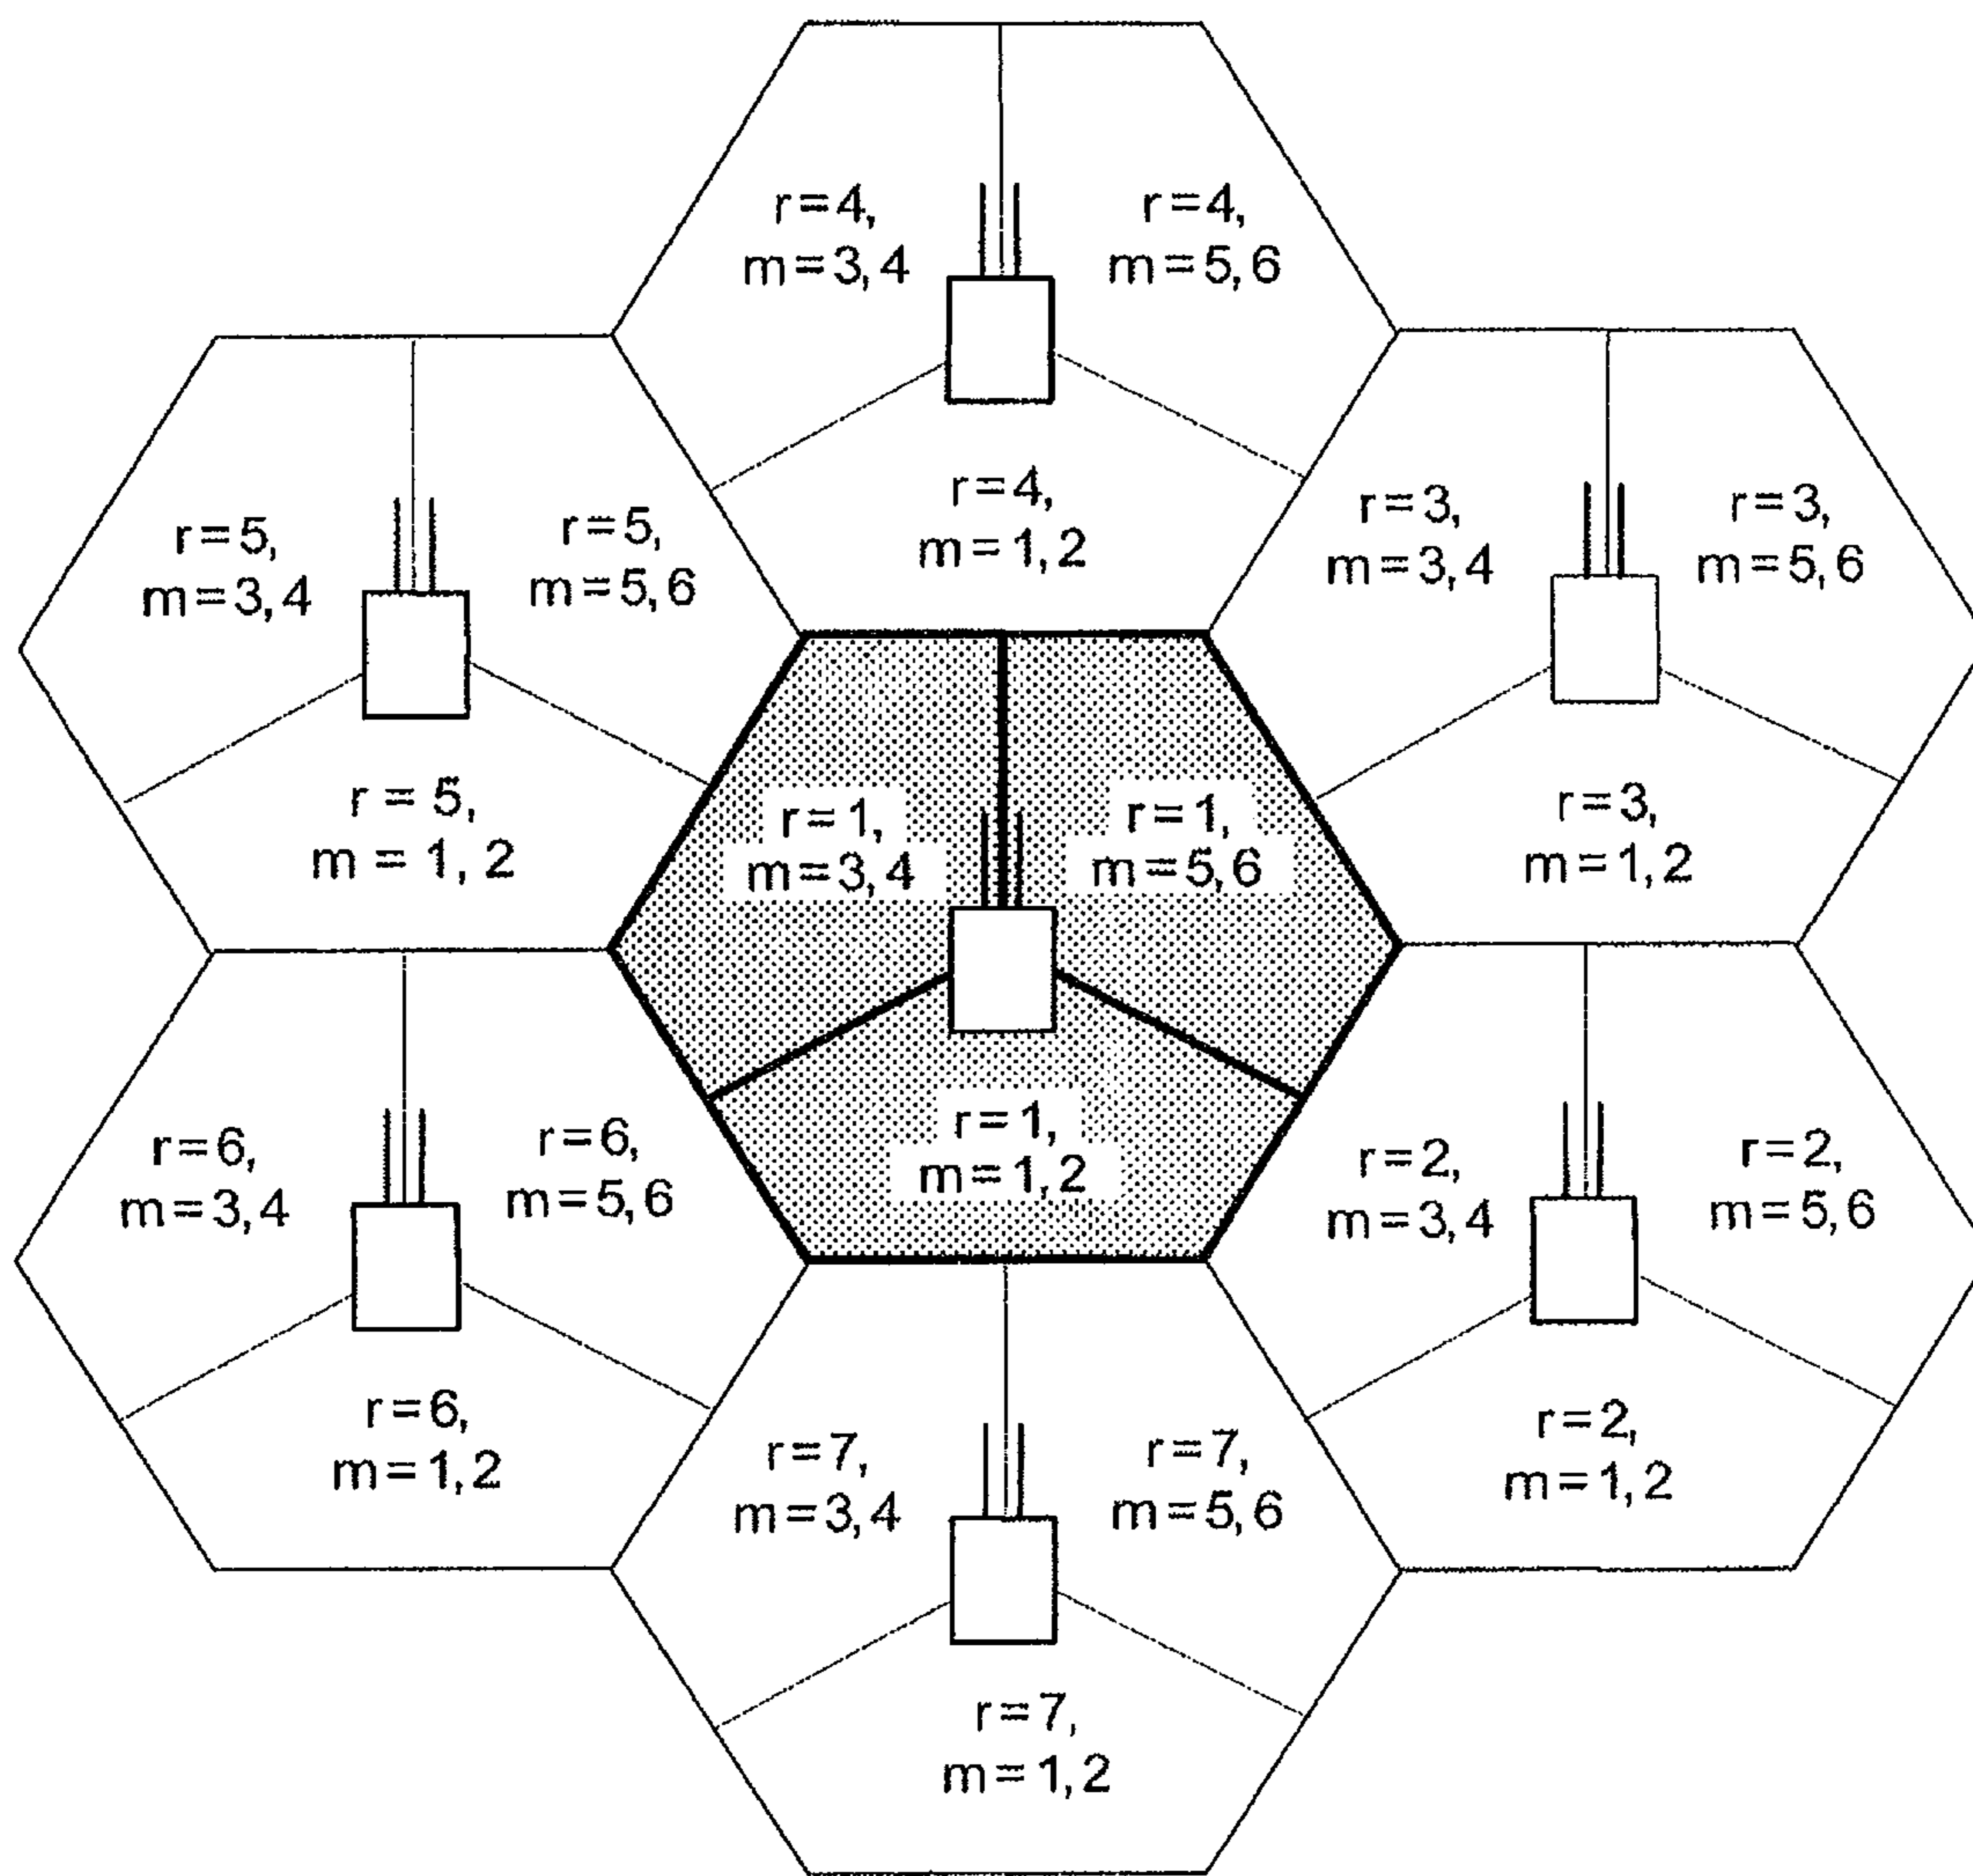 r=4,
m=3,4
r=4,
m=5,6
r=4,
m=1,2
r=5,
m=3,4
r=5,
m=5,6
r = 5,
m = 1, 2
r=3,
m=3,4
r=3,
m=5,6
r=3,
m=1,2
r=1,
m=3,4
r=1,
m=5,6
r=1,
m=1,2
r=6,
m=3,4
r=6,
m=5,6
r=6,
m=1,2
r=2,
m=3,4
r=2,
m=5,6
r=2,
m=1,2
r=7,
m=3,4
r=7,
m=5,6
r=7,
m=1,2